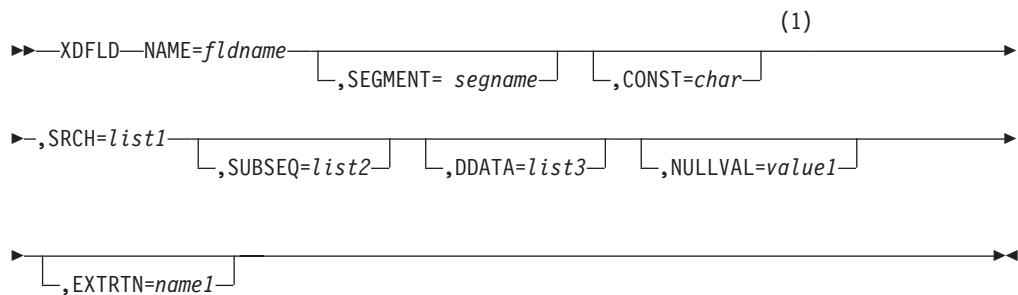 (1)
XDFLD NAME=fldname
,SEGMENT= segname ,CONST=char
,SRCH=list1
,SUBSEQ=list2 ,DDATA=list3 ,NULLVAL=value1
,EXTRTN=name1